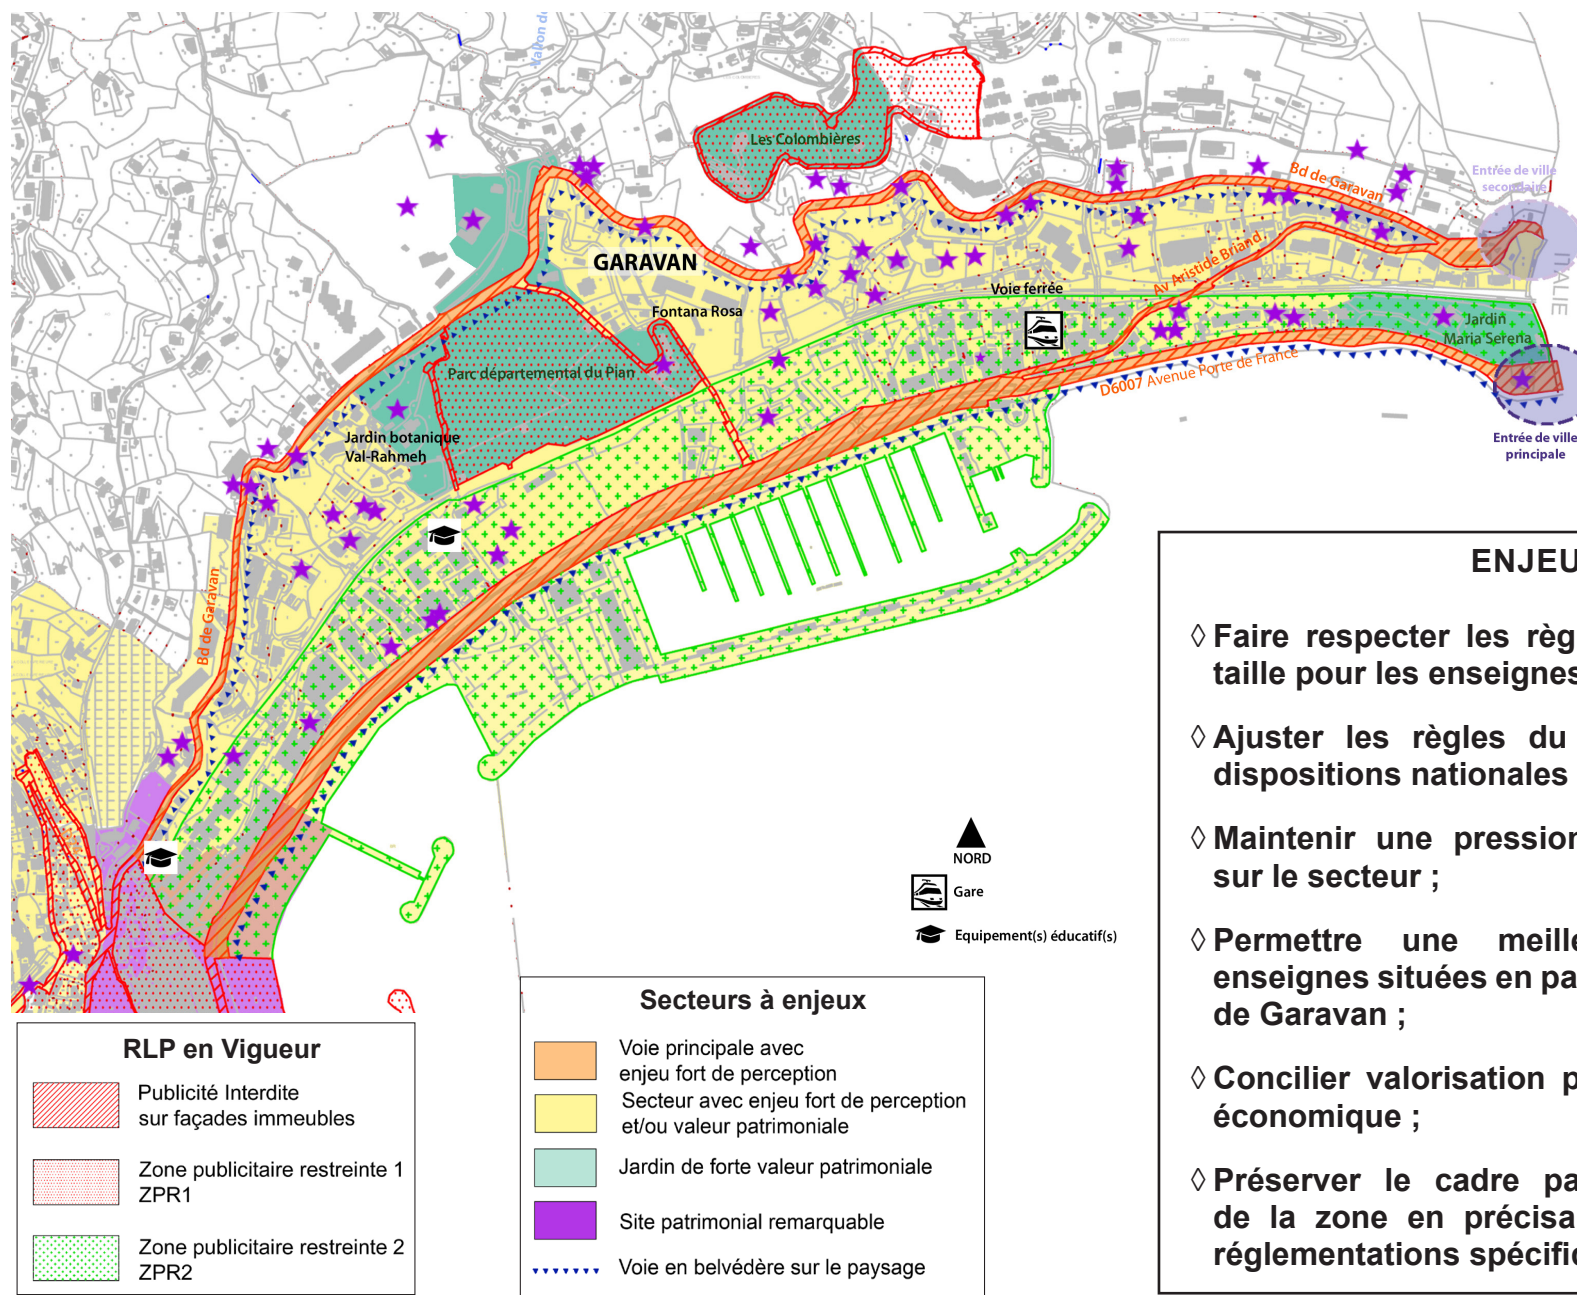 Vallon de
Les Colombières
Entrée de ville
secondaire
Bd de Garavan
GARAVAN
Av Aristide Briand
ITALIE
Voie ferrée
Fontana Rosa
Jardin
Maria Serena
Parc départemental du Pian
D6007 Avenue Porte de France
Jardin botanique
Val-Rahmeh
Entrée de ville
principale
Bd de Garavan
NORD
Gare
Equipement(s) éducatif(s)
RLP en Vigueur
Publicité Interdite
sur façades immeubles
Zone publicitaire restreinte 1
ZPR1
Zone publicitaire restreinte 2
ZPR2
Secteurs à enjeux
Voie principale avec
enjeu fort de perception
Secteur avec enjeu fort de perception
et/ou valeur patrimoniale
Jardin de forte valeur patrimoniale
Site patrimonial remarquable
Voie en belvédère sur le paysage
ENJEU
◊ Faire respecter les règ
taille pour les enseignes
◊ Ajuster les règles du
dispositions nationales
◊ Maintenir une pression
sur le secteur ;
◊ Permettre une meille
enseignes situées en pa
de Garavan ;
◊ Concilier valorisation p
économique ;
◊ Préserver le cadre pa
de la zone en précisa
réglementations spécific